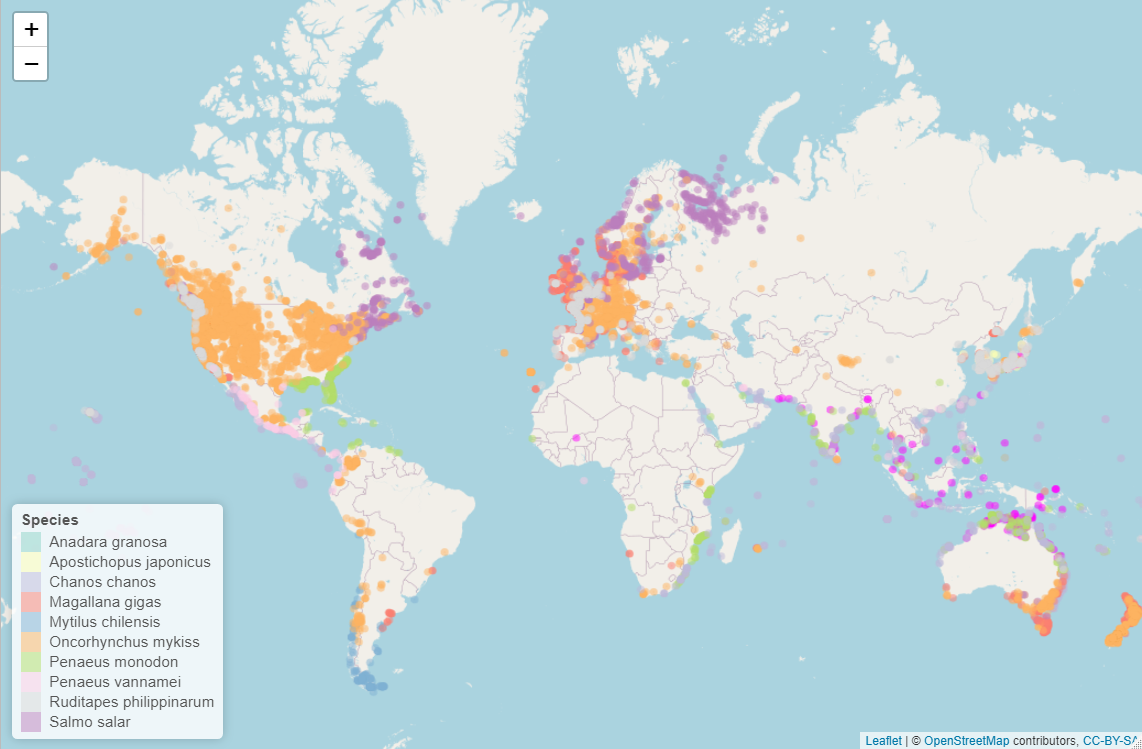 +
−
Species
Anadara granosa
Apostichopus japonicus
Chanos chanos
Magallana gigas
Mytilus chilensis
Oncorhynchus mykiss
Penaeus monodon
Penaeus vannamei
Ruditapes philippinarum
Salmo salar
Leaflet | © OpenStreetMap contributors, CC-BY-SA